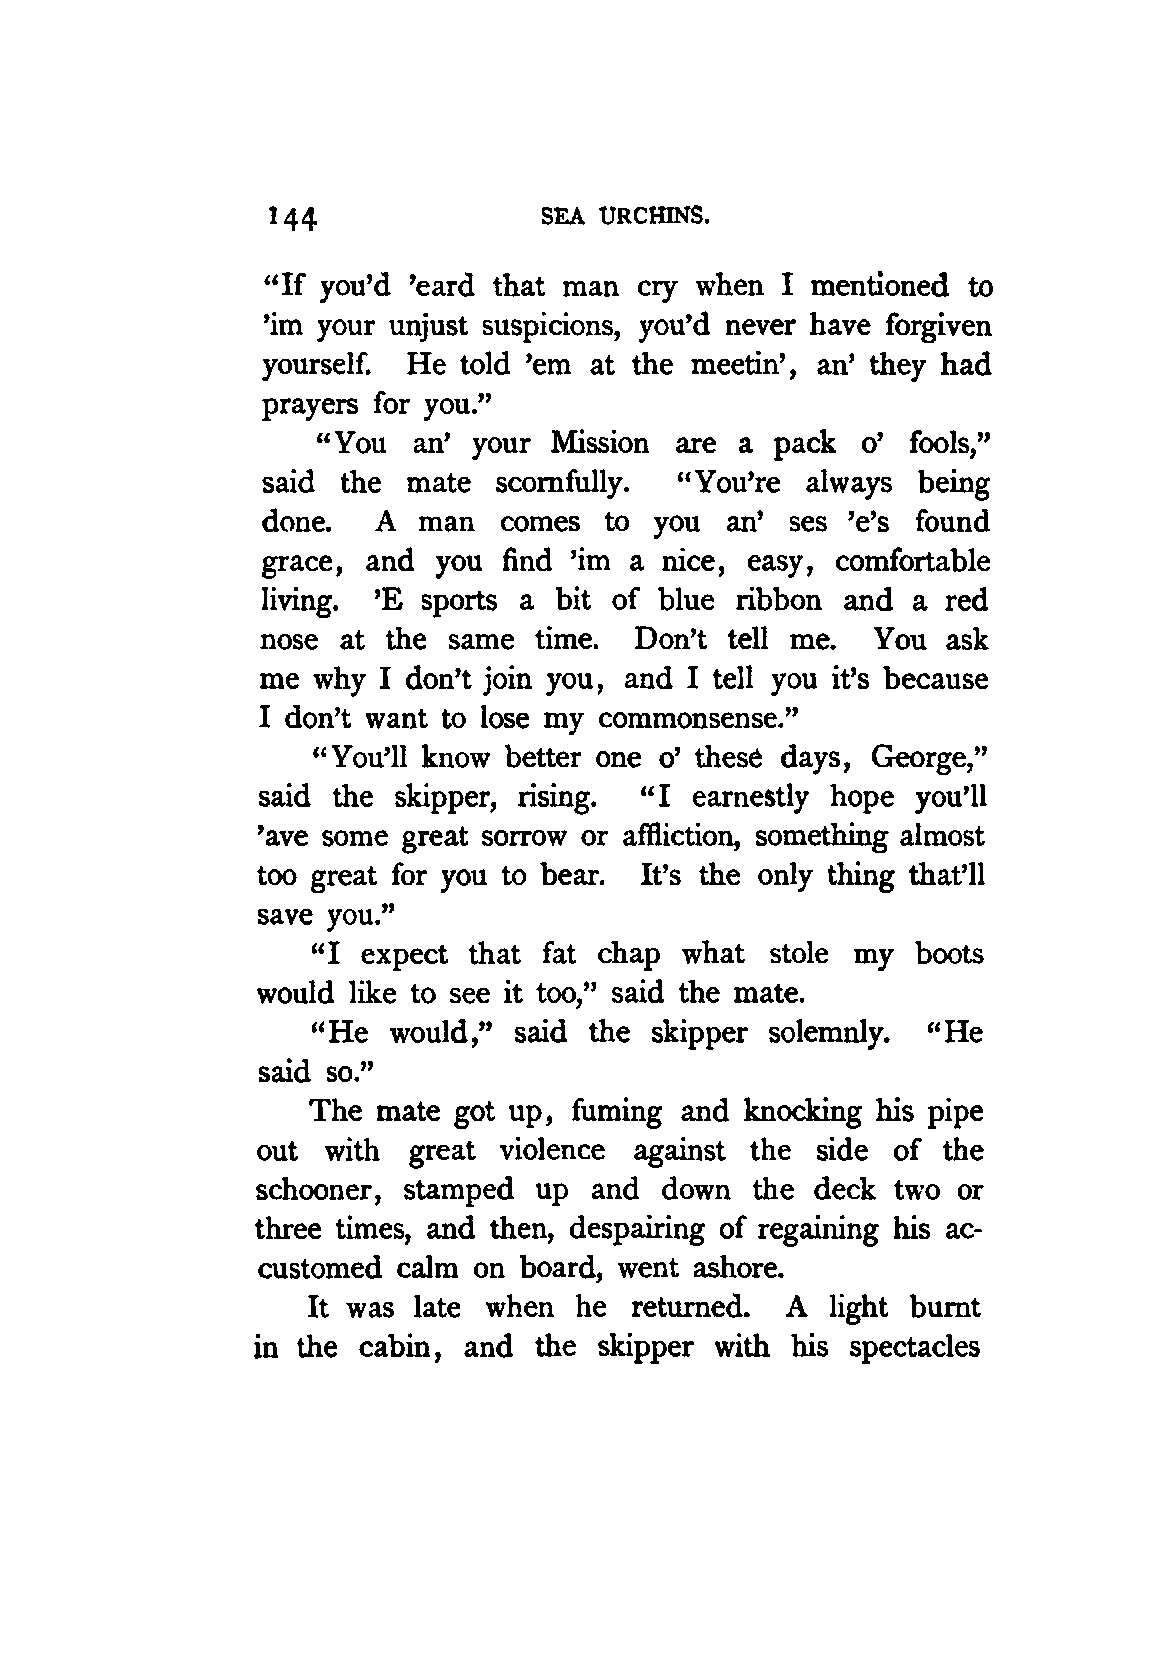 144 SEA URCHINS.
“If you’d ’eard that man cry when I mentioned to
’im your unjust suspicions, you’d never have forgiven
yourself. He told ’em at the meetin’, an’ they had
prayers for you.”
“You an’ your Mission are a pack o’ fools,”
said the mate scornfully. “You’re always being
done. A man comes to you an’ ses ’e’s found
grace, and you find ’im a nice, easy, comfortable
living. ’E sports a bit of blue ribbon and a red
nose at the same time. Don’t tell me. You ask
me why I don’t join you, and I tell you it’s because
I don’t want to lose my commonsense.”
“You’ll know better one o’ these days, George,”
said the skipper, rising. “I earnestly hope you’ll
’ave some great sorrow or affliction, something almost
too great for you to bear. It’s the only thing that’ll
save you.”
“I expect that fat chap what stole my boots
would like to see it too,” said the mate.
“He would,” said the skipper solemnly. “He
said so.”
The mate got up, fuming and knocking his pipe
out with great violence against the side of the
schooner, stamped up and down the deck two or
three times, and then, despairing of regaining his ac-
customed calm on board, went ashore.
It was late when he returned. A light burnt
in the cabin, and the skipper with his spectacles